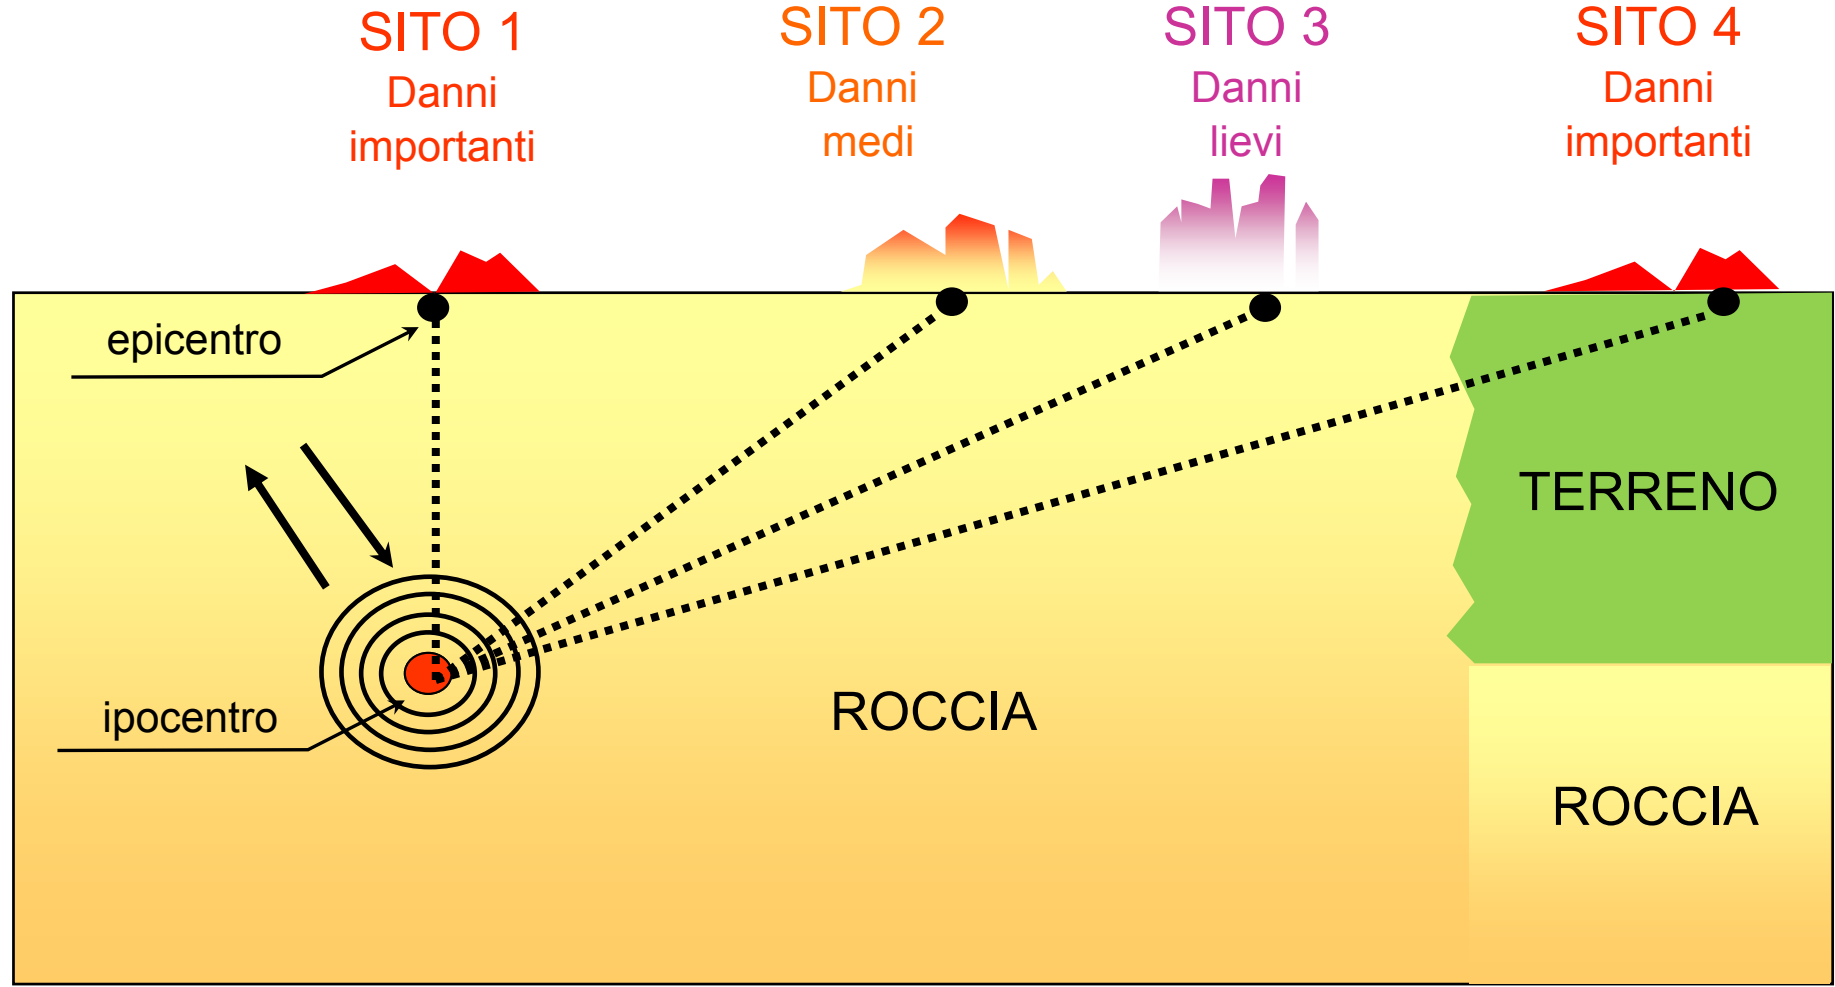 SITO 1
Danni
importanti
SITO 2
Danni
medi
SITO 3
Danni
lievi
SITO 4
Danni
importanti
epicentro
TERRENO
ipocentro
ROCCIA
ROCCIA